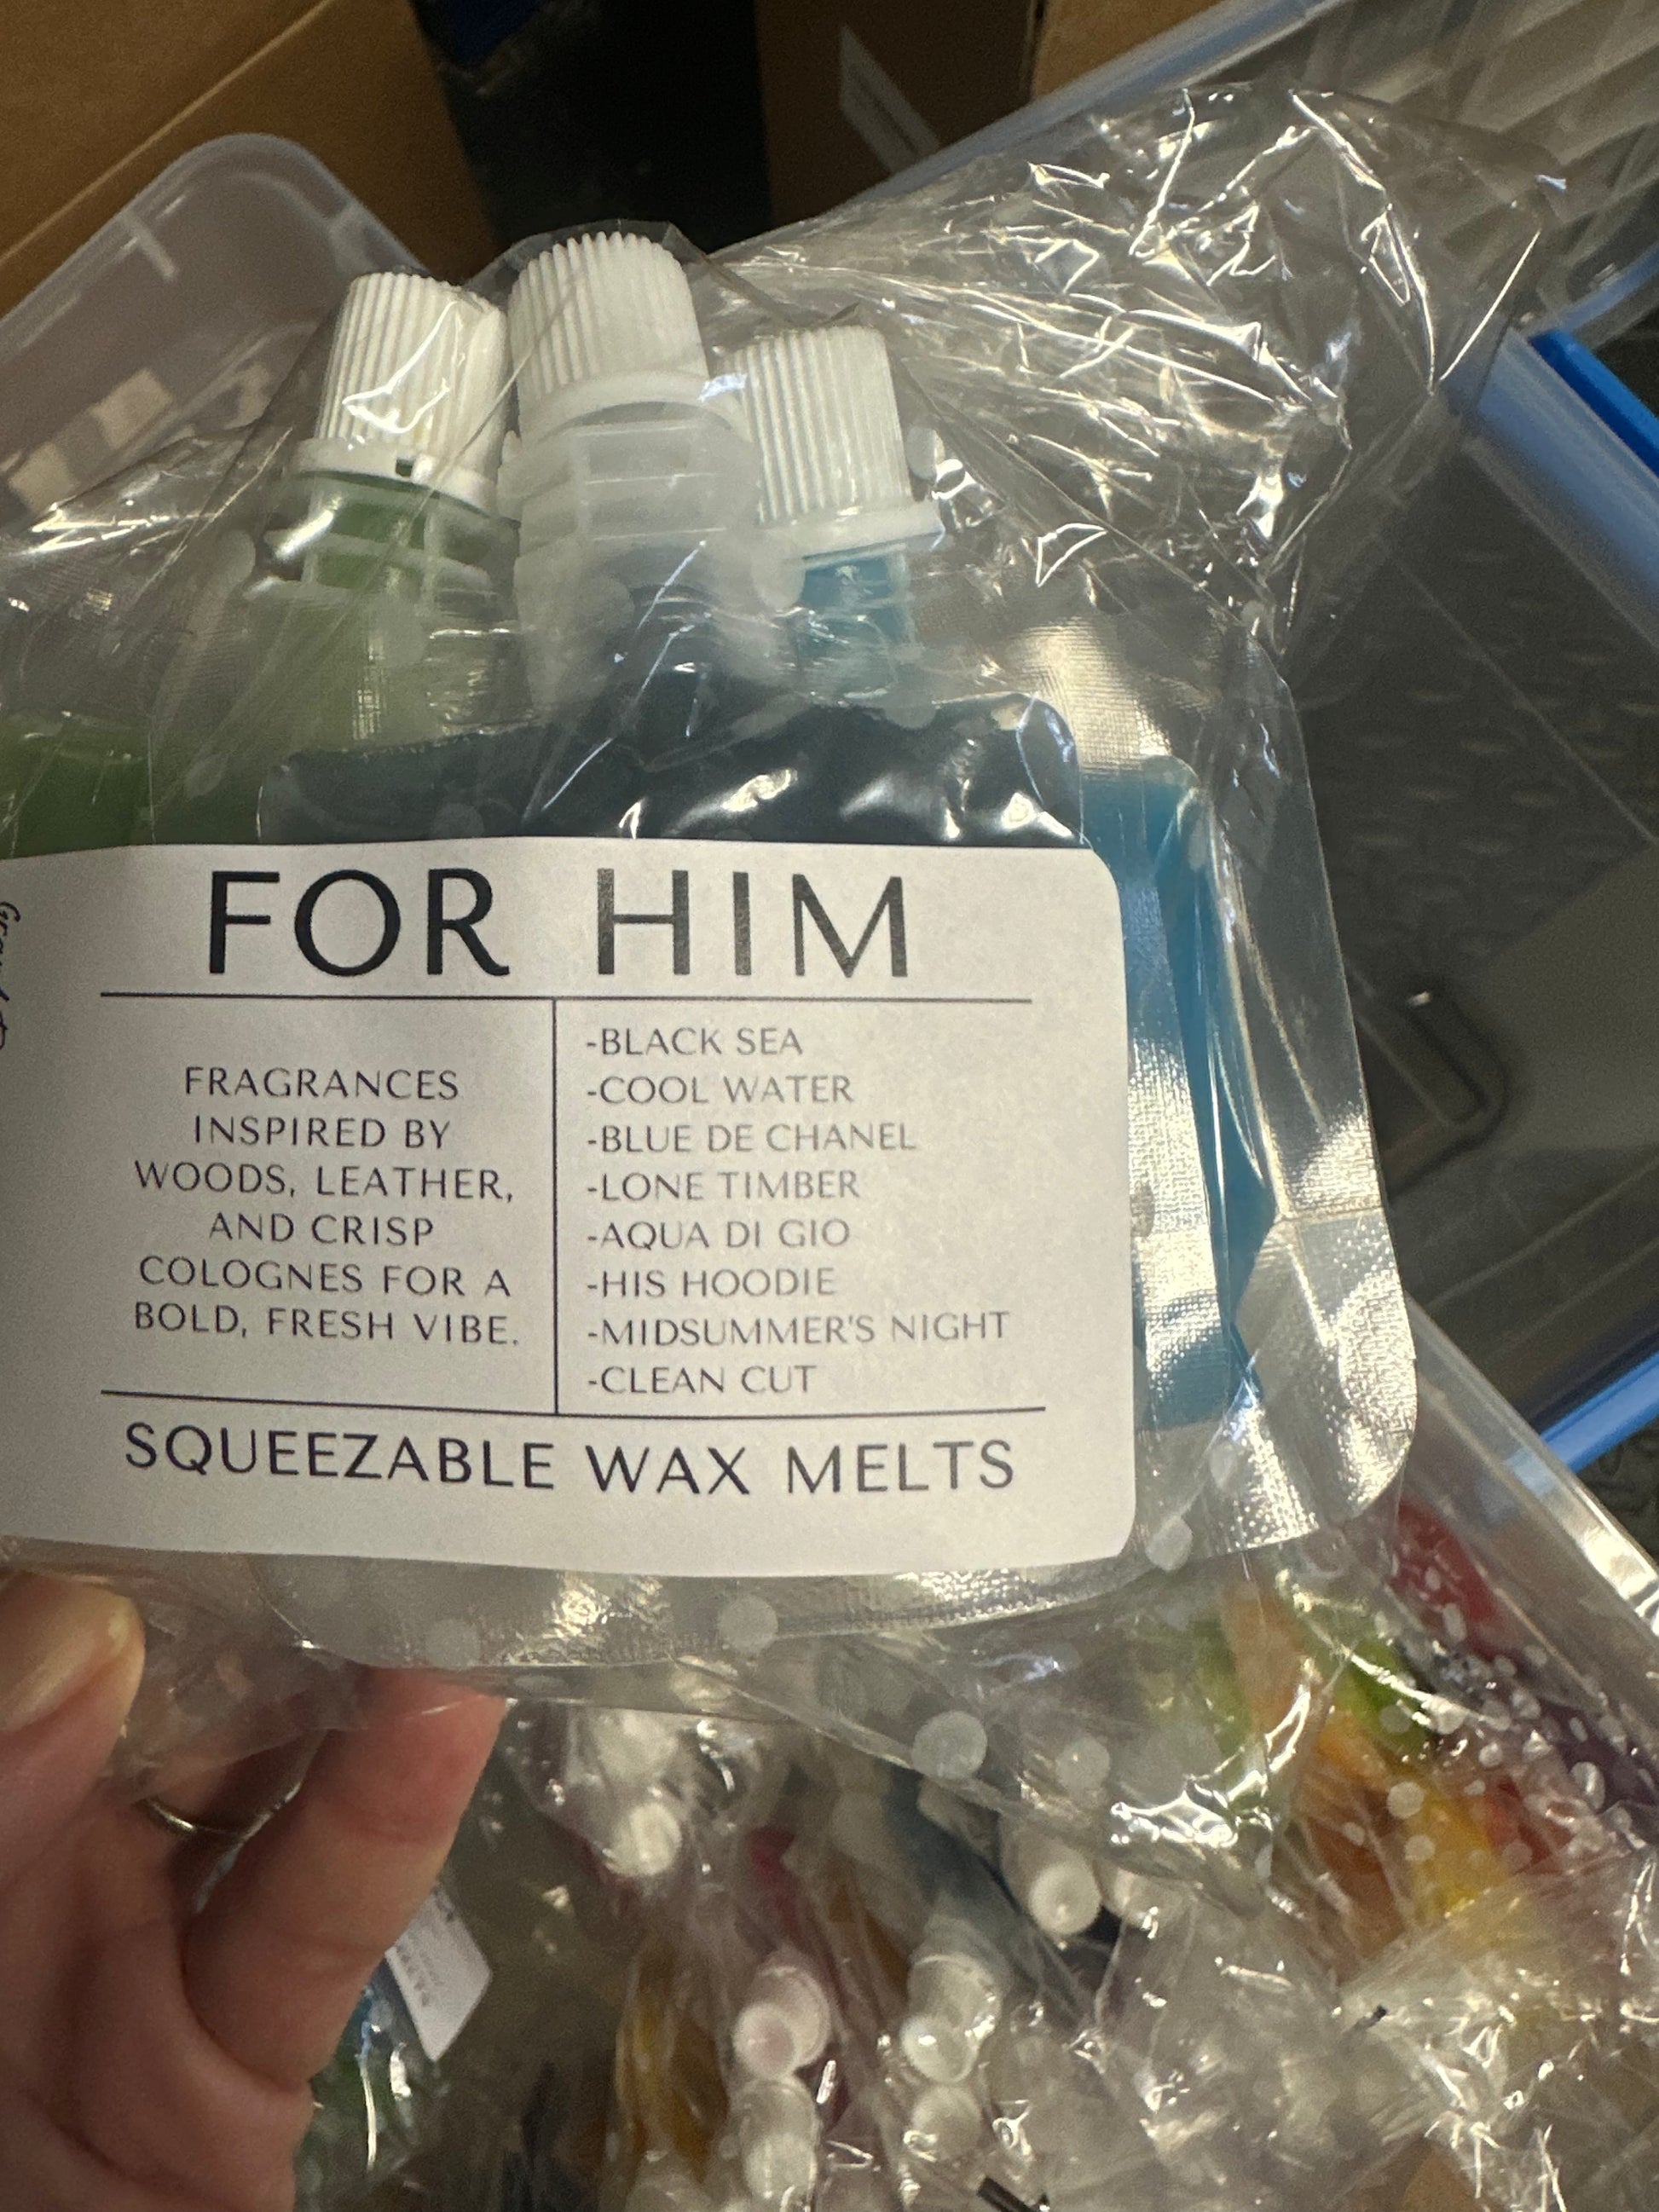 FOR HIM
FRAGRANCES
INSPIRED BY
WOODS, LEATHER,
AND CRISP
COLOGNES FOR A
BOLD, FRESH VIBE.
-BLACK SEA
-COOL WATER
-BLUE DE CHANEL
-LONE TIMBER
-AQUA DI GIO
-HIS HOODIE
-MIDSUMMER'S NIGHT
-CLEAN CUT
SQUEEZABLE WAX MELTS